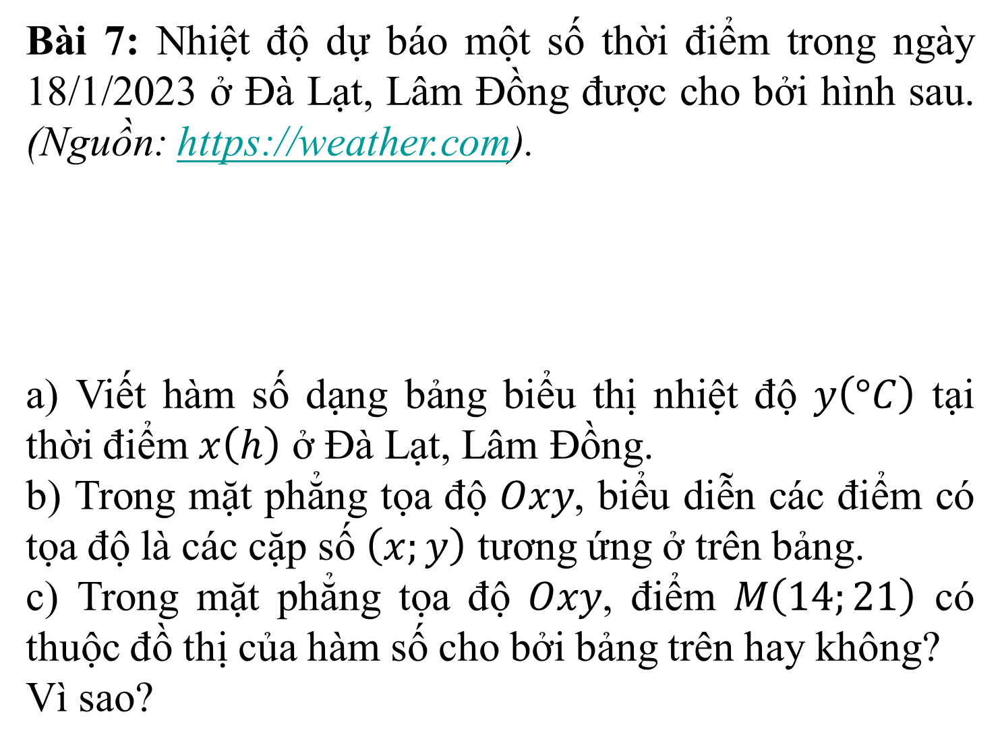 Bài 7: Nhiệt độ dự báo một số thời điểm trong ngày
18/1/2023 ở Đà Lạt, Lâm Đồng được cho bởi hình sau.
(Nguồn: https://weather.com).
a) Viết hàm số dạng bảng biểu thị nhiệt độ y(°C) tại
thời điểm x(h) ở Đà Lạt, Lâm Đồng.
b) Trong mặt phẳng tọa độ Oxy, biểu diễn các điểm có
tọa độ là các cặp số (x; y) tương ứng ở trên bảng.
c) Trong mặt phẳng tọa độ Oxy, điểm M(14; 21) có
thuộc đồ thị của hàm số cho bởi bảng trên hay không?
Vì sao?